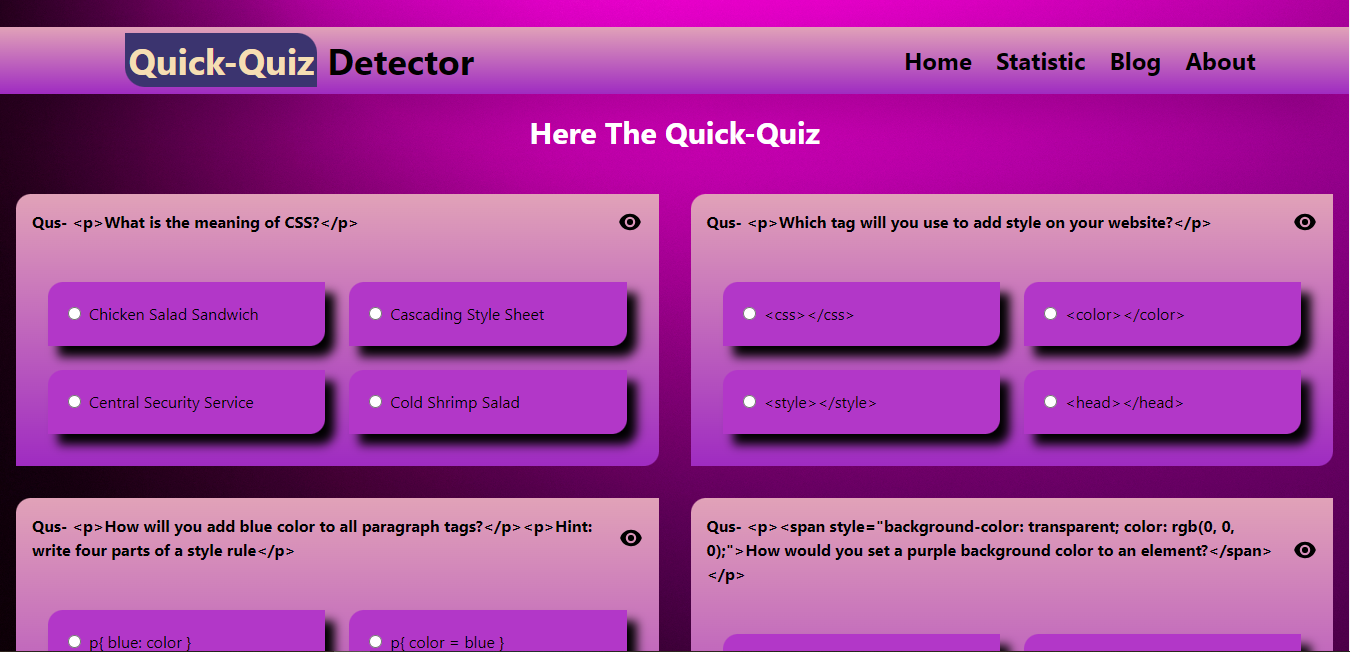 Quick-Quiz Detector
Home Statistic Blog About
Here The Quick-Quiz
Qus- <p>What is the meaning of CSS?</p>
Chicken Salad Sandwich
Cascading Style Sheet
Central Security Service
Cold Shrimp Salad
Qus- <p>Which tag will you use to add style on your website?</p>
<css></css>
<color></color>
<style></style>
<head></head>
Qus- <p>How will you add blue color to all paragraph tags?</p><p>Hint:
write four parts of a style rule</p>
p{ blue: color }
p{ color = blue }
Qus- <p><span style="background-color: transparent; color: rgb(0, 0,
0);">How would you set a purple background color to an element?</span>
</p>